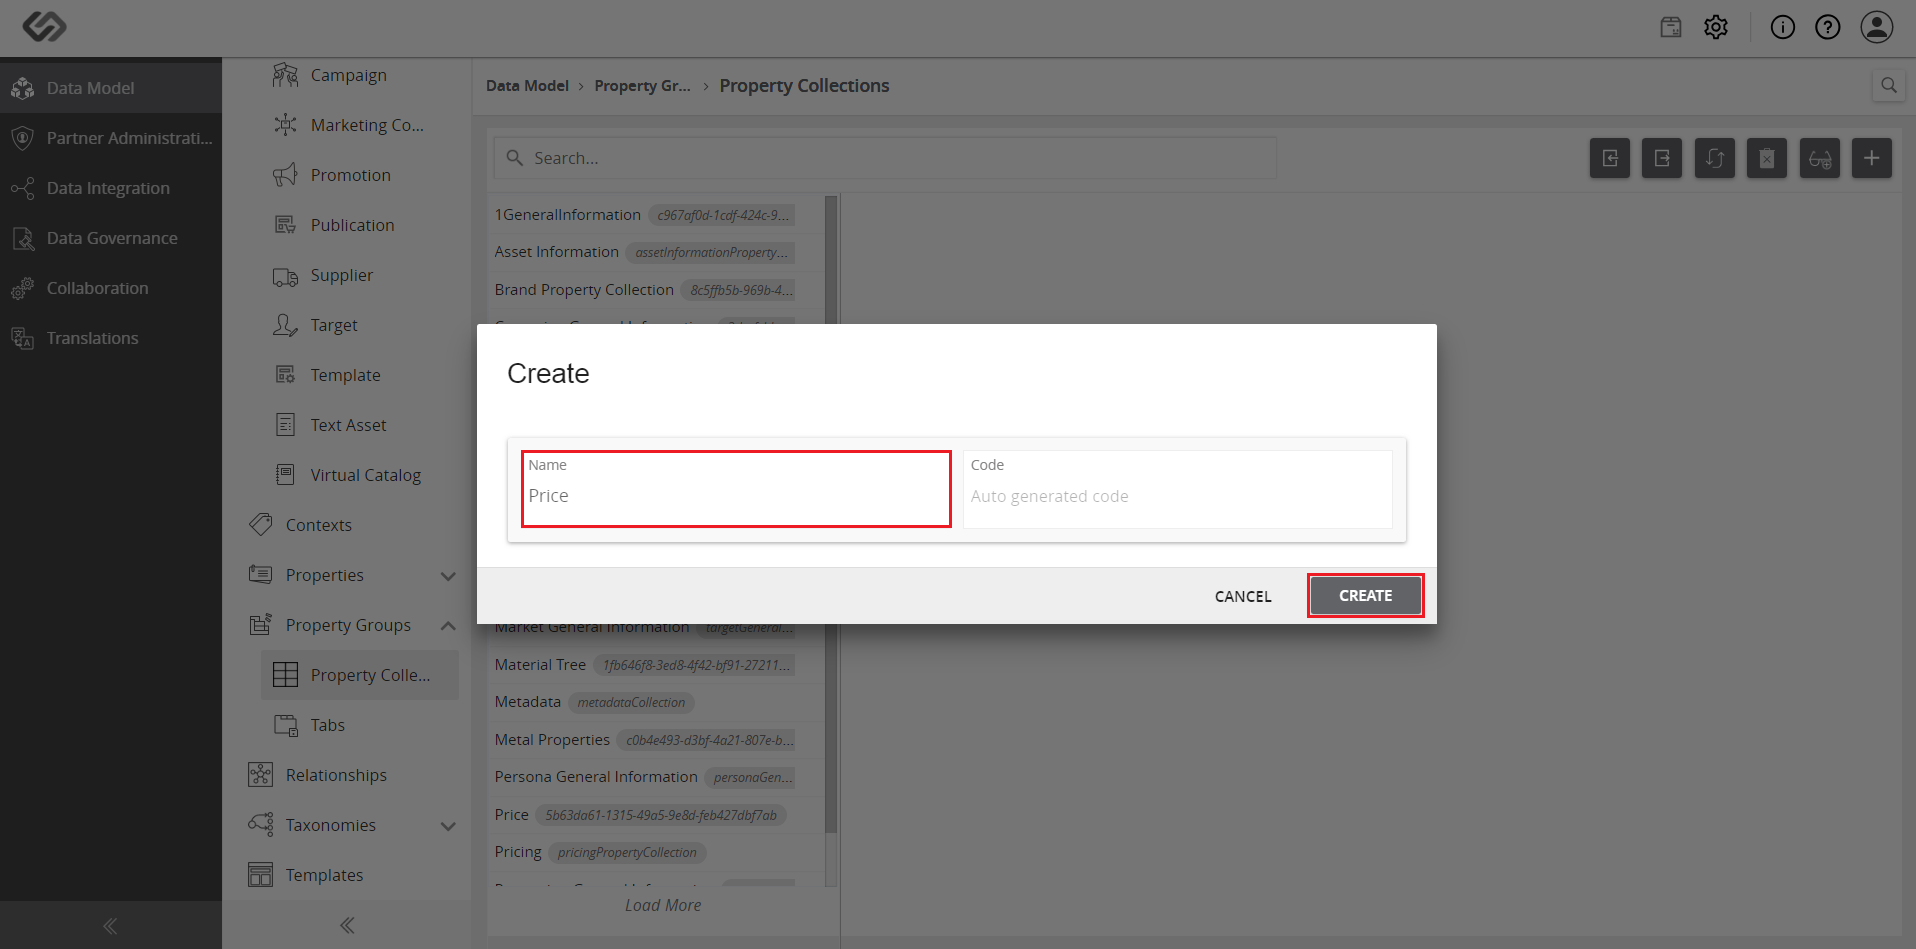 Data Model
Partner Administrati...
Data Integration
Data Governance
Collaboration
Translations
Campaign
Marketing Co...
Promotion
Publication
Supplier
Target
Template
Text Asset
Virtual Catalog
Contexts
Properties
Property Groups
Property Colle...
Tabs
Relationships
Taxonomies
Templates
Data Model > Property Gr... > Property Collections
Search...
1GeneralInformation c967af0d-1cdf-424c-9...
Asset Information assetInformationProperty...
Brand Property Collection 8c5ffb5b-969b-4...
Create
Name
Price
Code
Auto generated code
CANCEL
CREATE
Market General Information targetGeneral...
Material Tree 1fb646f8-3ed8-4f42-bf91-27211...
Metadata metadataCollection
Metal Properties c0b4e493-d3bf-4a21-807e-b...
Persona General Information personaGen...
Price 5b63da61-1315-49a5-9e8d-feb427dbf7ab
Pricing pricingPropertyCollection
Load More